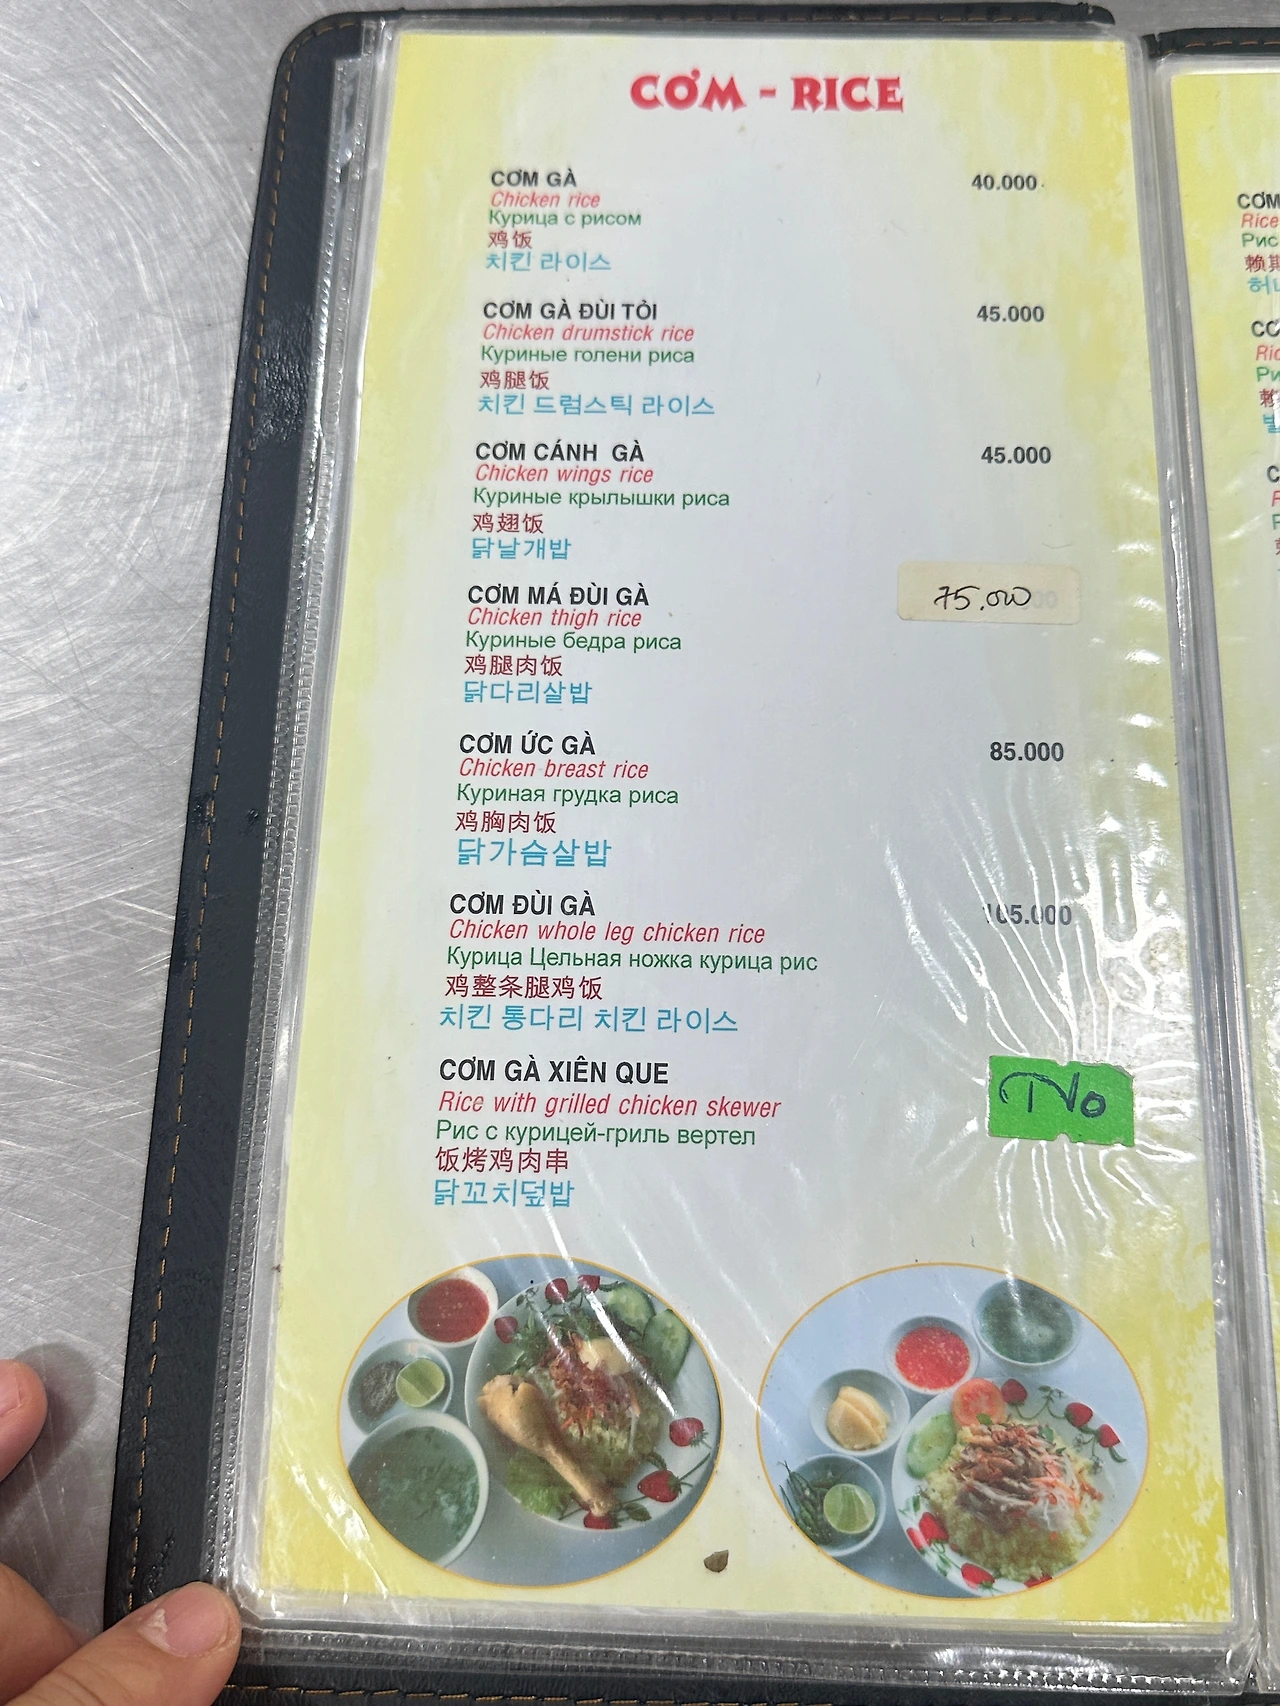 CƠM - RICE
CƠM GÀ 40.000
Chicken rice
Курица с рисом
鸡饭
치킨 라이스
CƠM GÀ ĐÙI TỎI 45.000
Chicken drumstick rice
Куриные голени риса
鸡腿饭
치킨 드럼스틱 라이스
CƠM CÁNH GÀ 45.000
Chicken wings rice
Куриные крылышки риса
鸡翅饭
닭날개밥
CƠM MÁ ĐÙI GÀ 75.000
Chicken thigh rice
Куриные бедра риса
鸡腿肉饭
닭다리살밥
CƠM ỨC GÀ 85.000
Chicken breast rice
Куриная грудка риса
鸡胸肉饭
닭가슴살밥
CƠM ĐÙI GÀ 105.000
Chicken whole leg chicken rice
Курица Цельная ножка курица рис
鸡整条腿鸡饭
치킨 통다리 치킨 라이스
CƠM GÀ XIÊN QUE No
Rice with grilled chicken skewer
Рис с курицей-гриль вертел
饭烤鸡肉串
닭꼬치덮밥
CƠM
Rice
Рис